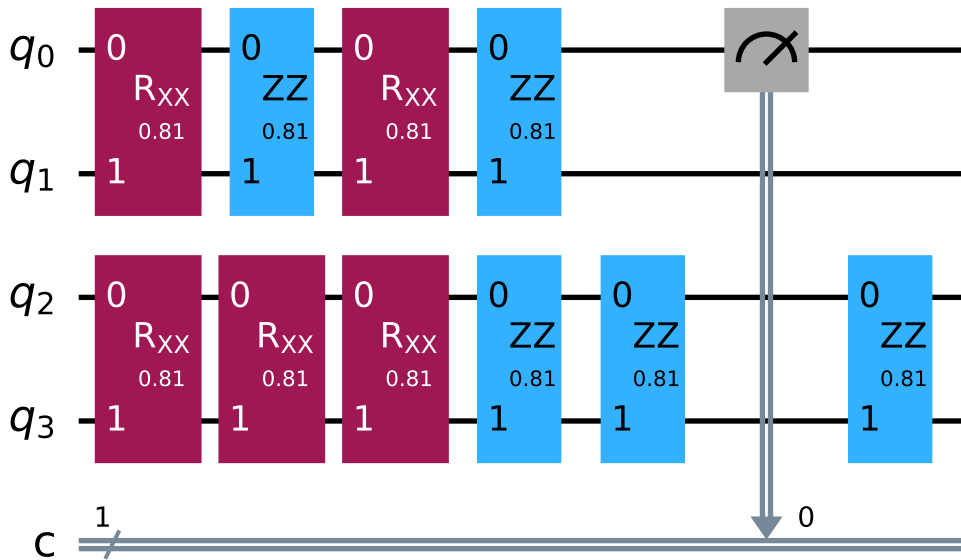 q0 0 0 0 0
RXX ZZ RXX ZZ
0.81 0.81 0.81 0.81
q1 1 1 1 1
q2 0 0 0 0 0 0
RXX RXX RXX ZZ ZZ ZZ
0.81 0.81 0.81 0.81 0.81 0.81
q3 1 1 1 1 1 1
1 0
c